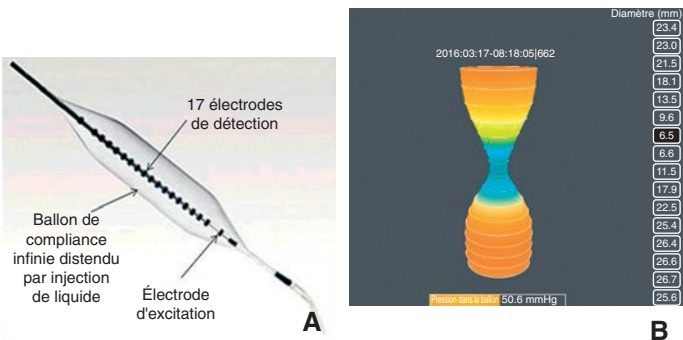 17 électrodes
de détection
Ballon de
compliance
infinie distendu
par injection
de liquide
Électrode
d'excitation
A
Diamètre (mm)
2016:03:17-08:18:05|662
23.4
23.0
21.5
18.1
13.5
9.6
6.5
6.6
11.5
17.9
22.5
25.4
26.4
26.6
26.7
25.6
Pression dans le ballon 50.6 mmHg
B